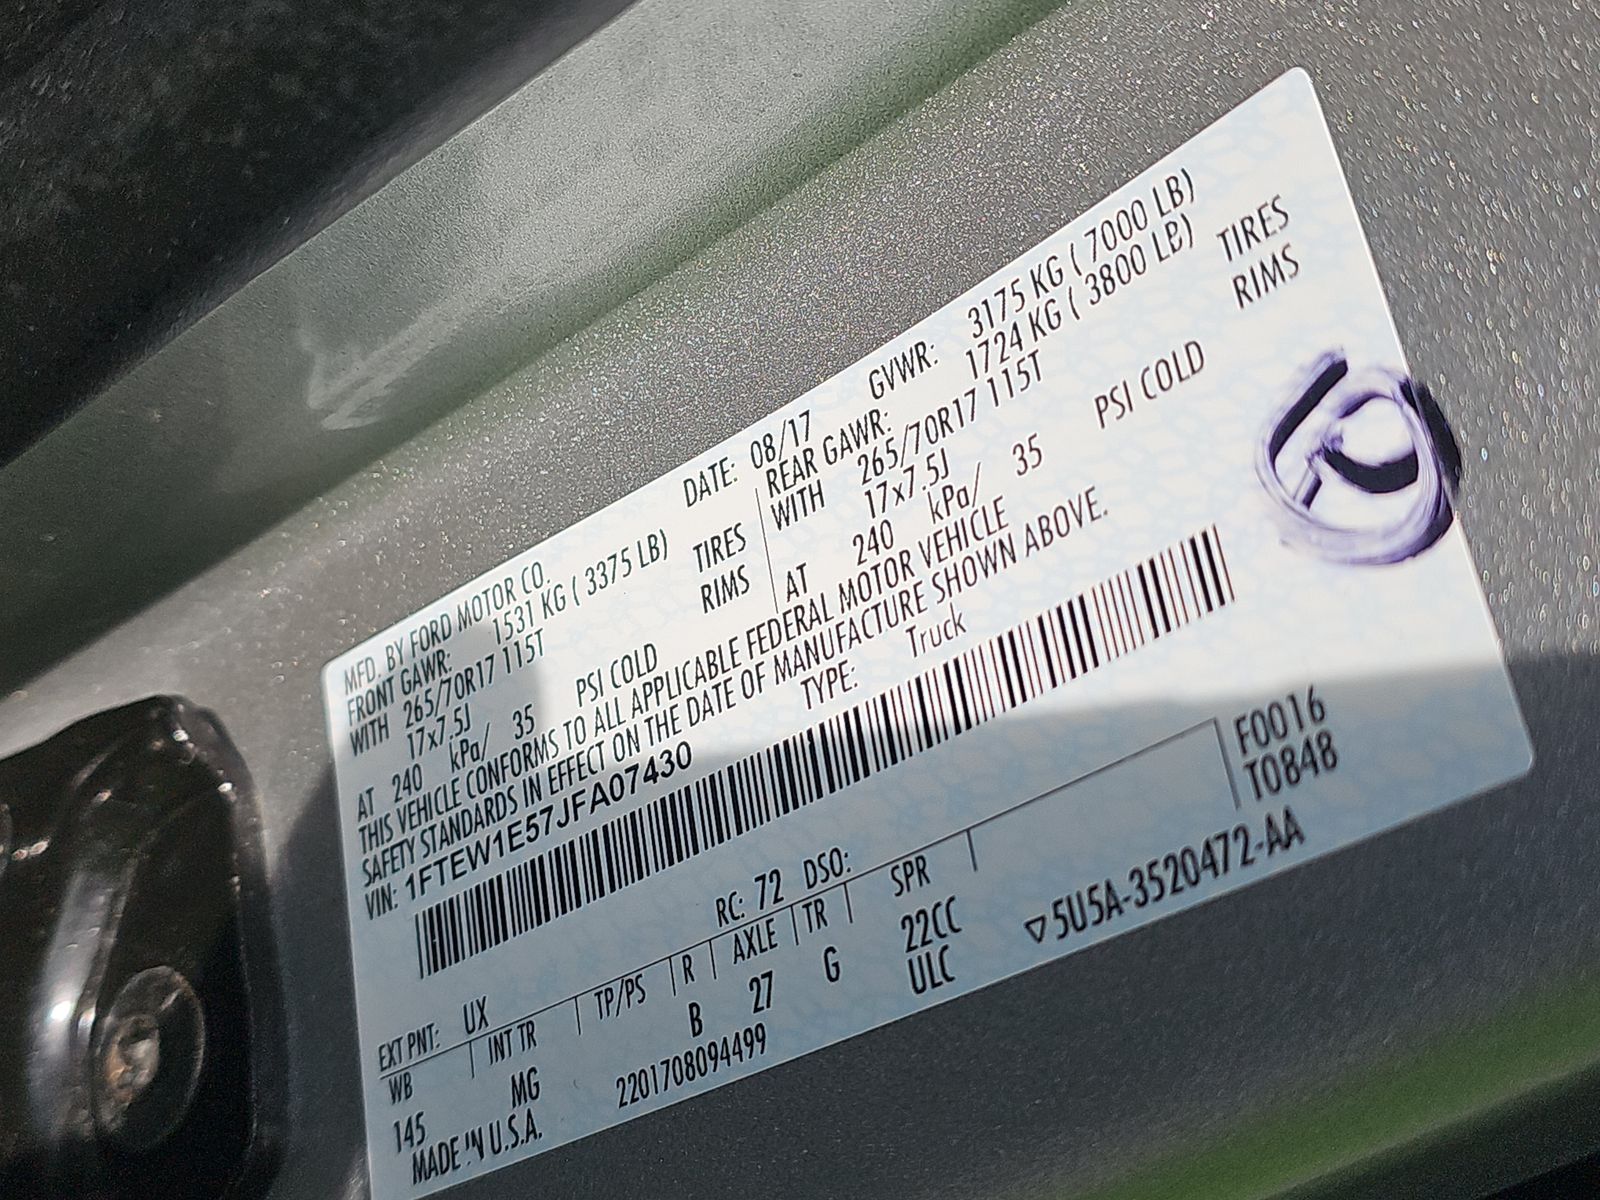 MFD. BY FORD MOTOR CO. DATE: 08/17 GVWR: 3175 KG ( 7000 LB)
FRONT GAWR: 1531 KG ( 3375 LB) REAR GAWR: 1724 KG ( 3800 LB)
WITH 265/70R17 115T TIRES WITH 265/70R17 115T TIRES
17x7.5J RIMS 17x7.5J RIMS
AT 240 kPa/ 35 PSI COLD AT 240 kPa/ 35 PSI COLD
THIS VEHICLE CONFORMS TO ALL APPLICABLE FEDERAL MOTOR VEHICLE
SAFETY STANDARDS IN EFFECT ON THE DATE OF MANUFACTURE SHOWN ABOVE.
VIN: 1FTEW1E57JFA07430 TYPE: Truck
F0016
T0848
EXT PNT: UX RC: 72 DSO:
WB INT TR TP/PS R AXLE TR SPR
145 MG B 27 G 22CC
ULC
MADE IN U.S.A. 2201708094499 ▽5U5A-3520472-AA